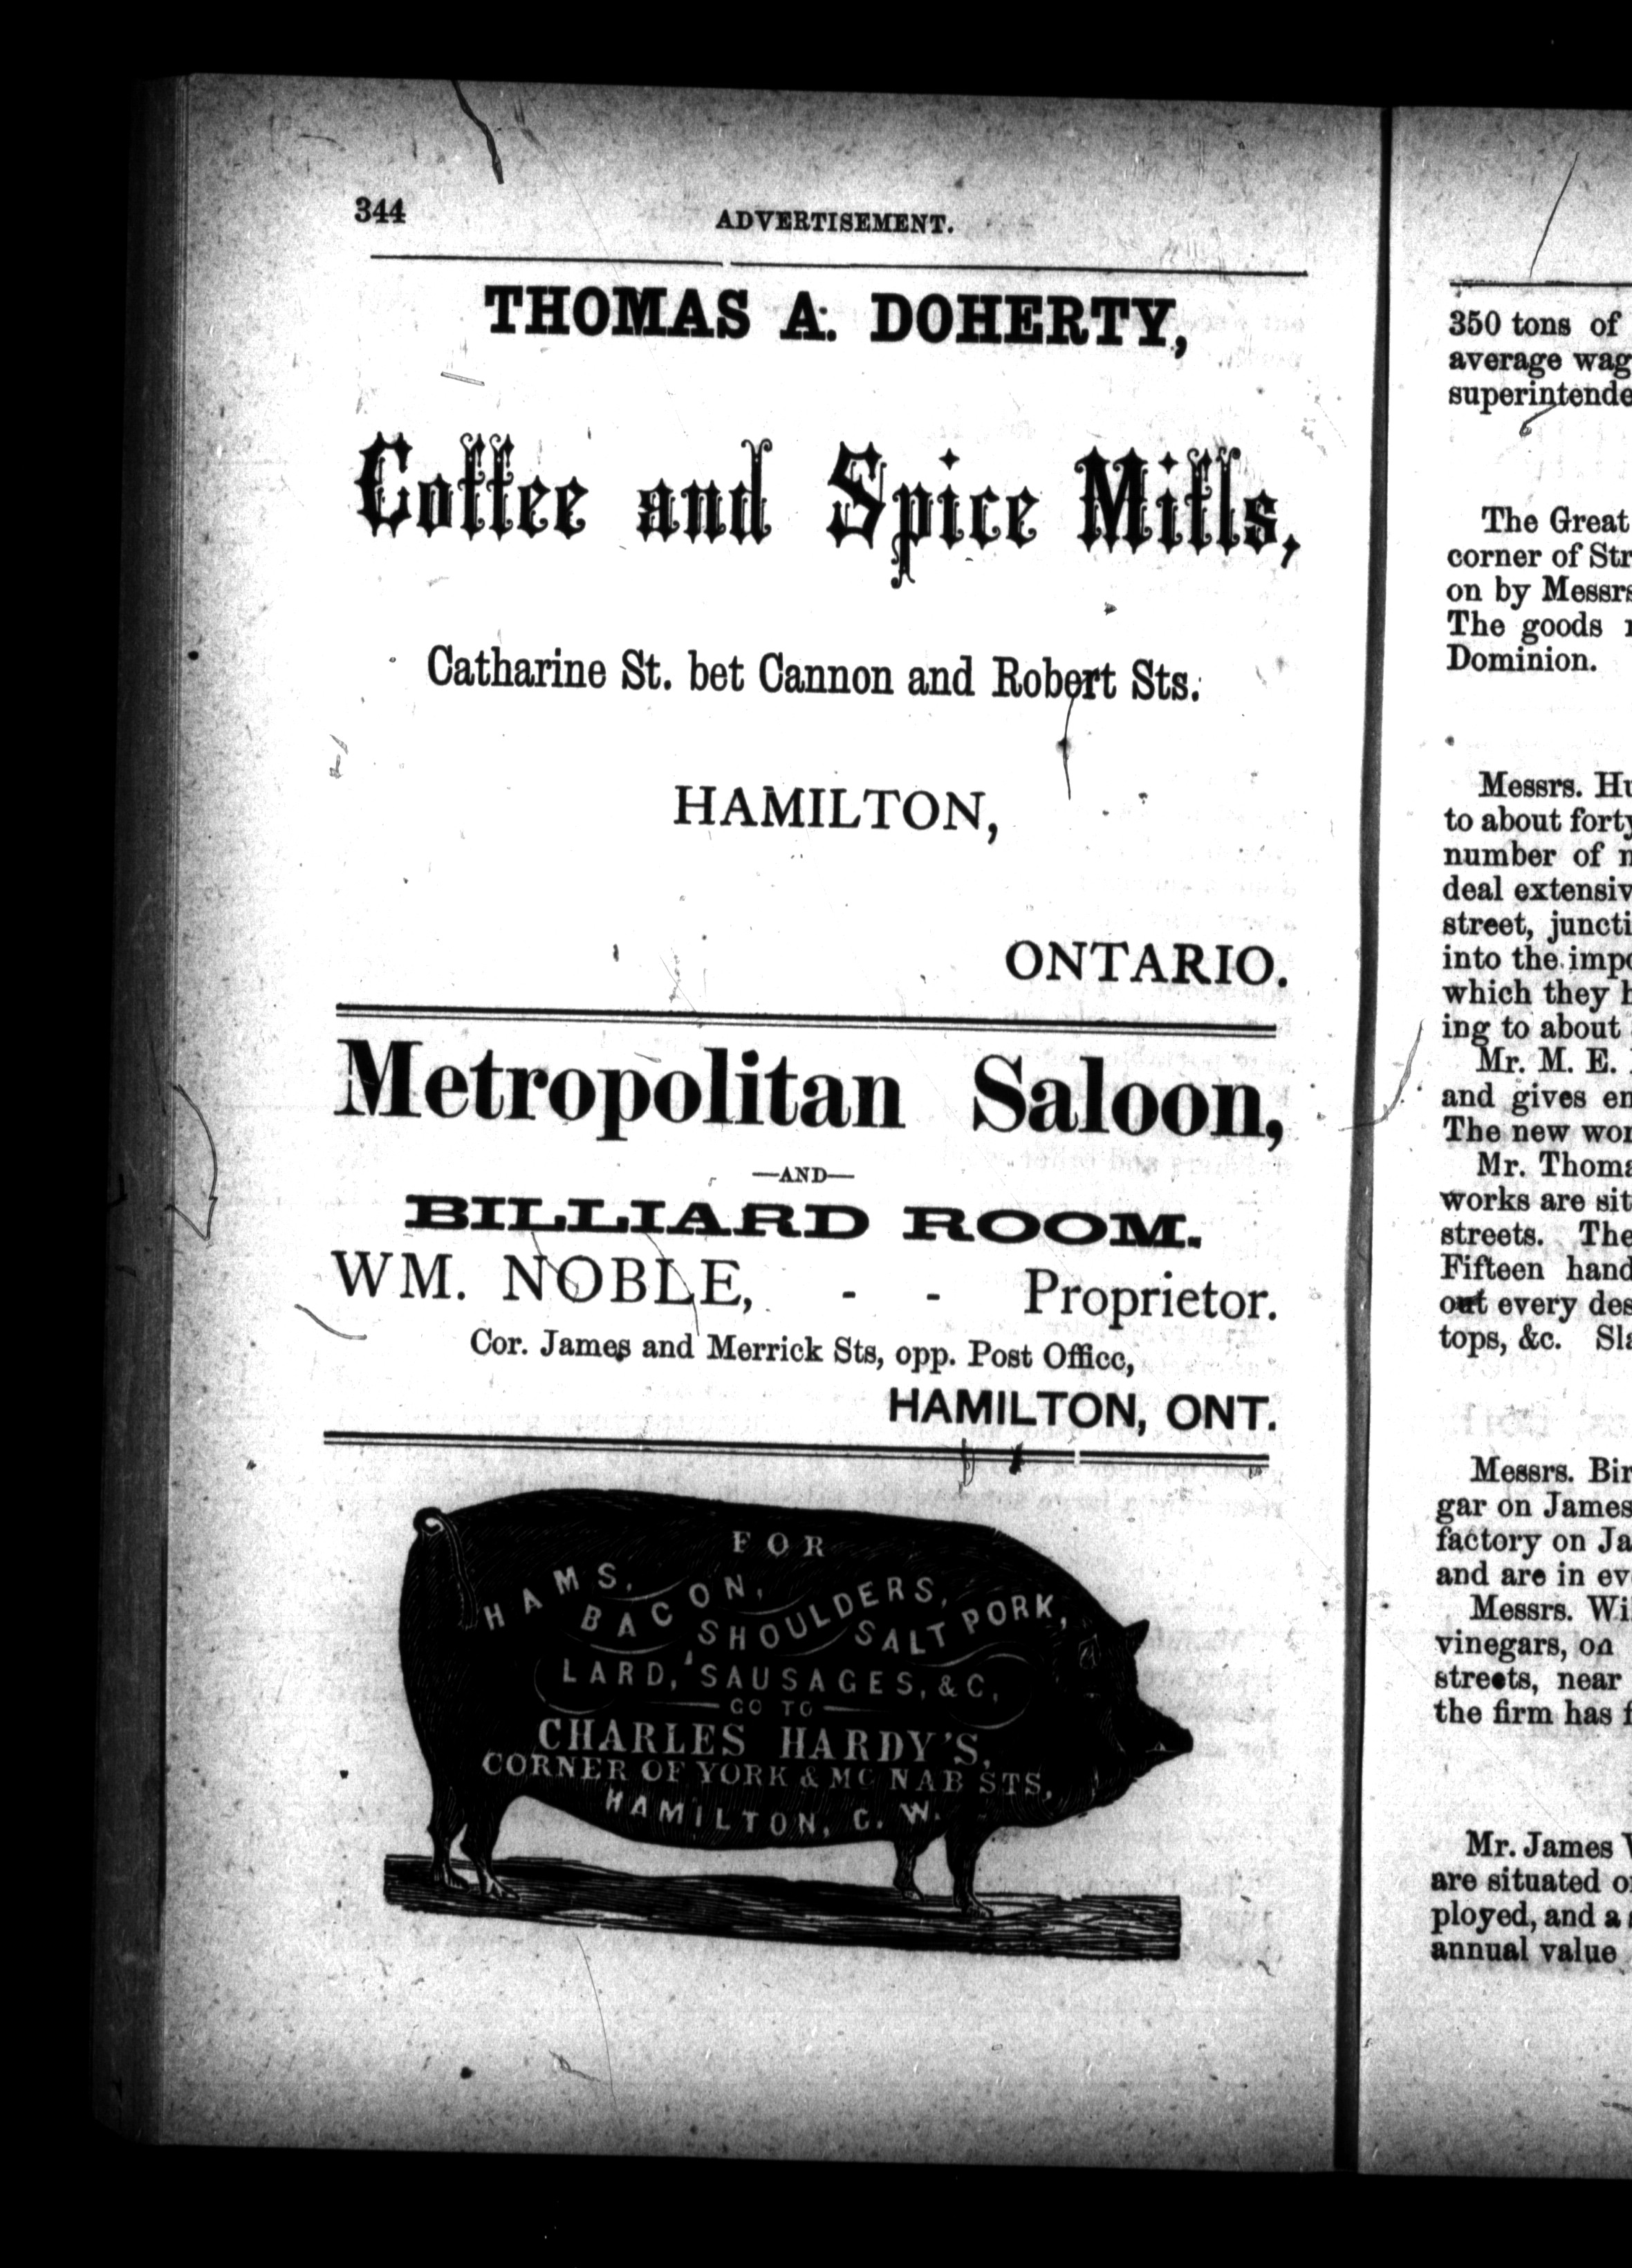 344
ADVERTISEMENT.
THOMAS A. DOHERTY,
Coffee and Spice Mills,
Catharine St. bet Cannon and Robert Sts.
HAMILTON,
ONTARIO.
Metropolitan Saloon,
—AND—
BILLIARD ROOM.
WM. NOBLE, - - Proprietor.
Cor. James and Merrick Sts, opp. Post Office,
HAMILTON, ONT.
FOR
HAMS, BACON, SHOULDERS, SALT PORK,
LARD, SAUSAGES, & C,
GO TO
CHARLES HARDY'S,
CORNER OF YORK & MC NAB STS,
HAMILTON, C. W.
350 tons of
average wag
superintende
The Great
corner of Str
on by Messrs
The goods
Dominion.
Messrs. Hu
to about forty
number of
deal extensiv
street, juncti
into the impo
which they
ing to about
Mr. M. E.
and gives en
The new wor
Mr. Thoma
works are sit
streets. The
Fifteen hand
out every des
tops, &c. Sla
Messrs. Bir
gar on James
factory on Ja
and are in ev
Messrs. Wil
vinegars, on
streets, near
the firm has f
Mr. James
are situated o
ployed, and a
annual value